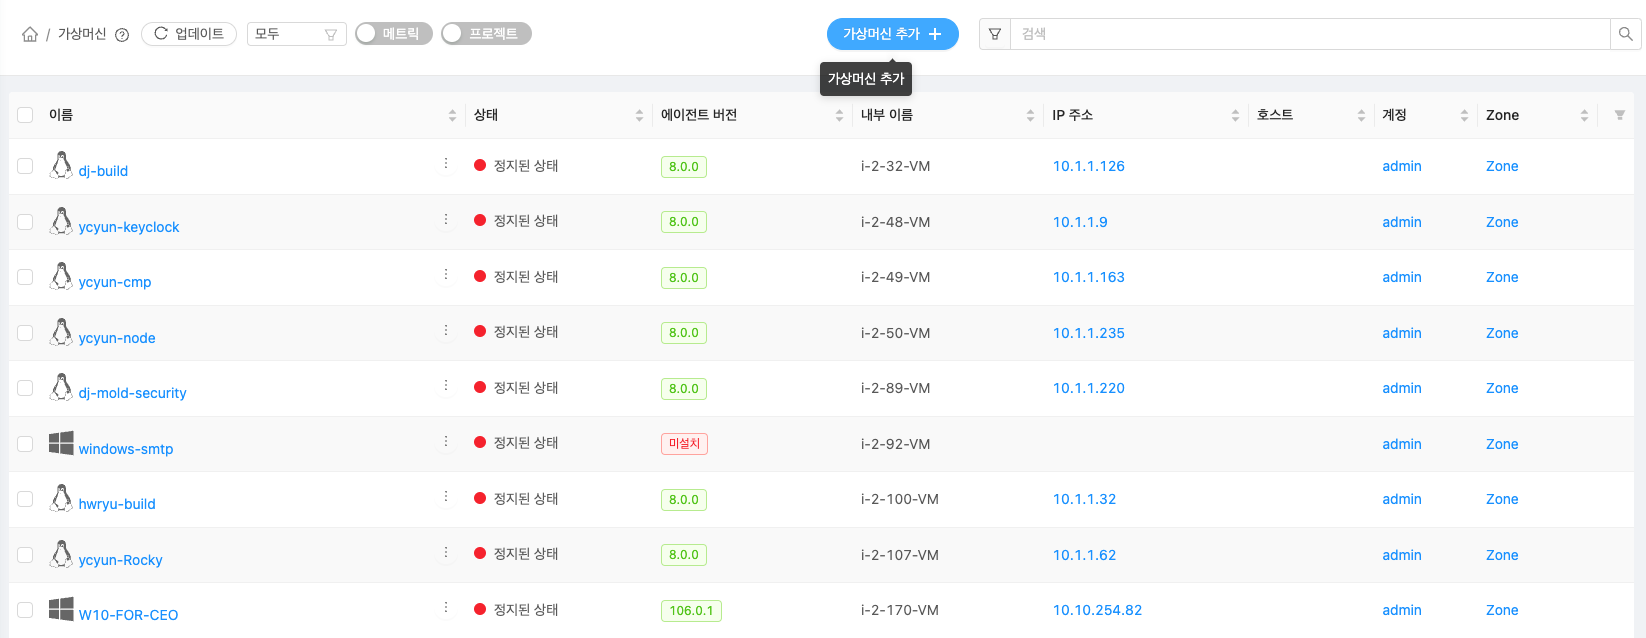 / 가상머신 업데이트 모두 메트릭 프로젝트 가상머신 추가 + 검색
가상머신 추가
이름 상태 에이전트 버전 내부 이름 IP 주소 호스트 계정 Zone
dj-build 정지된 상태 8.0.0 i-2-32-VM 10.1.1.126 admin Zone
ycyun-keyclock 정지된 상태 8.0.0 i-2-48-VM 10.1.1.9 admin Zone
ycyun-cmp 정지된 상태 8.0.0 i-2-49-VM 10.1.1.163 admin Zone
ycyun-node 정지된 상태 8.0.0 i-2-50-VM 10.1.1.235 admin Zone
dj-mold-security 정지된 상태 8.0.0 i-2-89-VM 10.1.1.220 admin Zone
windows-smtp 정지된 상태 미설치 i-2-92-VM admin Zone
hwryu-build 정지된 상태 8.0.0 i-2-100-VM 10.1.1.32 admin Zone
ycyun-Rocky 정지된 상태 8.0.0 i-2-107-VM 10.1.1.62 admin Zone
W10-FOR-CEO 정지된 상태 106.0.1 i-2-170-VM 10.10.254.82 admin Zone